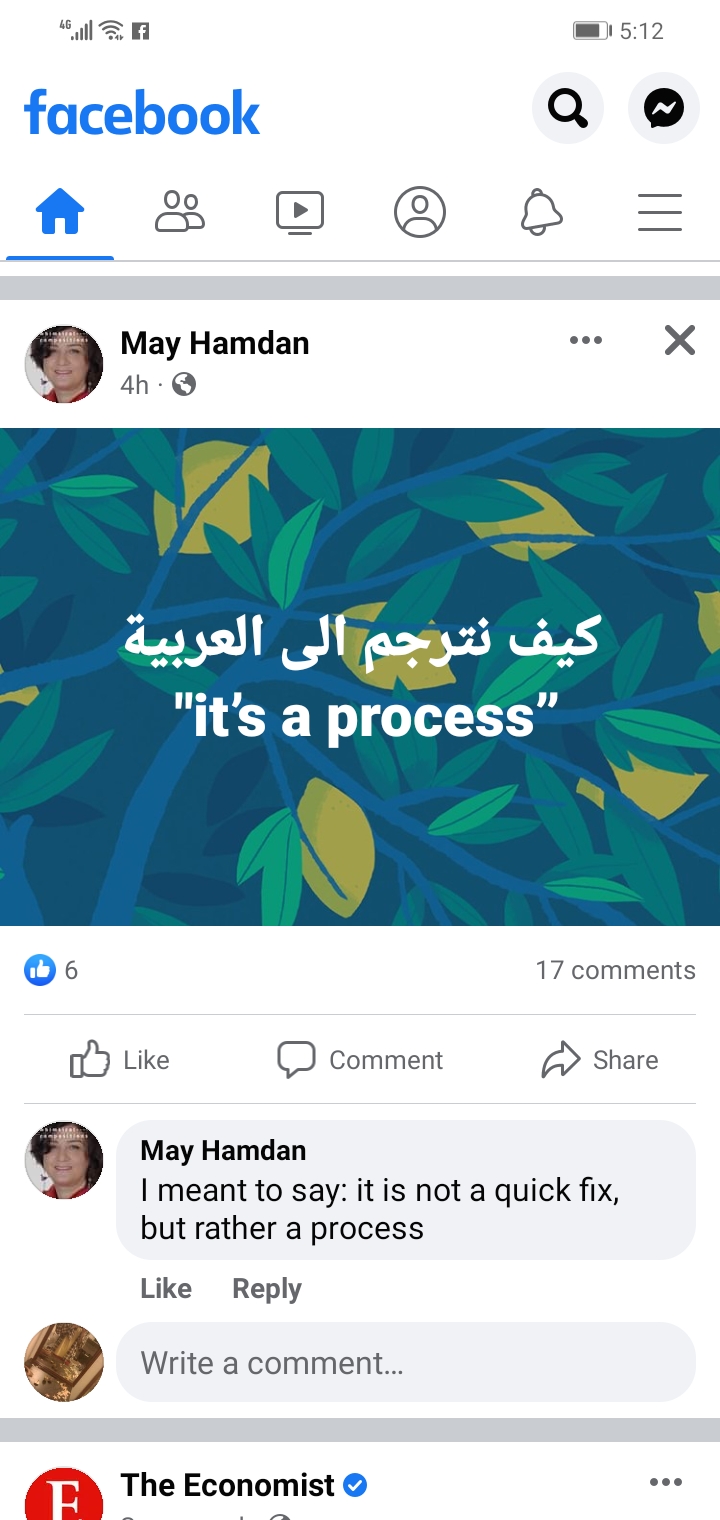 4G
5:12
facebook
May Hamdan
4h ·
كيف نترجم الى العربية
"it’s a process”
6
17 comments
Like
Comment
Share
May Hamdan
I meant to say: it is not a quick fix,
but rather a process
Like Reply
Write a comment...
The Economist
E